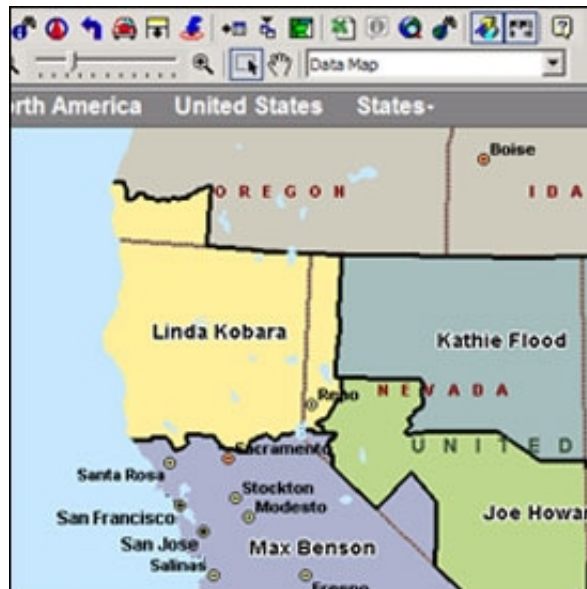 Data Map
rth America United States States-
Boise
OREGON IDA
Linda Kobara
Kathie Flood
Reno NEVADA
Sacramento UNITED
Santa Rosa
Stockton
San Francisco Modesto Joe Howar
San Jose
Max Benson
Salinas
Fresno